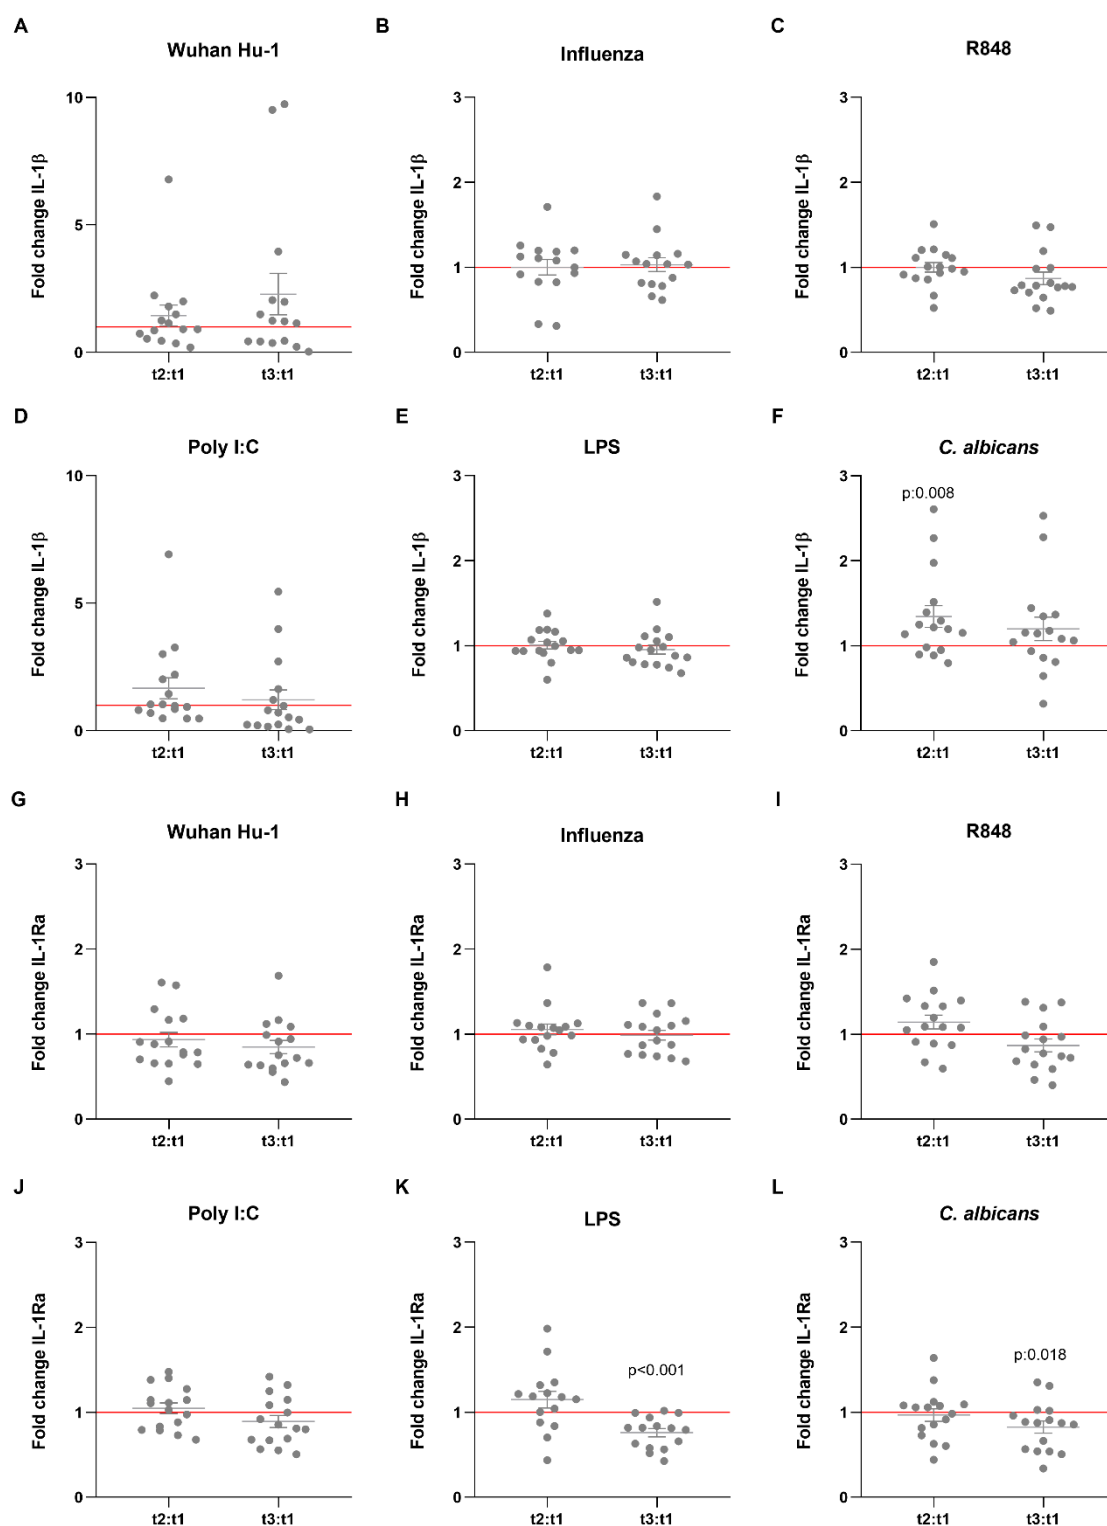 A
Wuhan Hu-1
Fold change IL-1β
10
5
0
t2:t1 t3:t1
B
Influenza
Fold change IL-1β
3
2
1
0
t2:t1 t3:t1
C
R848
Fold change IL-1β
3
2
1
0
t2:t1 t3:t1
D
Poly I:C
Fold change IL-1β
10
5
0
t2:t1 t3:t1
E
LPS
Fold change IL-1β
3
2
1
0
t2:t1 t3:t1
F
C. albicans
Fold change IL-1β
3
2
1
0
p:0.008
t2:t1 t3:t1
G
Wuhan Hu-1
Fold change IL-1Ra
3
2
1
0
t2:t1 t3:t1
H
Influenza
Fold change IL-1Ra
3
2
1
0
t2:t1 t3:t1
I
R848
Fold change IL-1Ra
3
2
1
0
t2:t1 t3:t1
J
Poly I:C
Fold change IL-1Ra
3
2
1
0
t2:t1 t3:t1
K
LPS
Fold change IL-1Ra
3
2
1
0
p<0.001
t2:t1 t3:t1
L
C. albicans
Fold change IL-1Ra
3
2
1
0
p:0.018
t2:t1 t3:t1